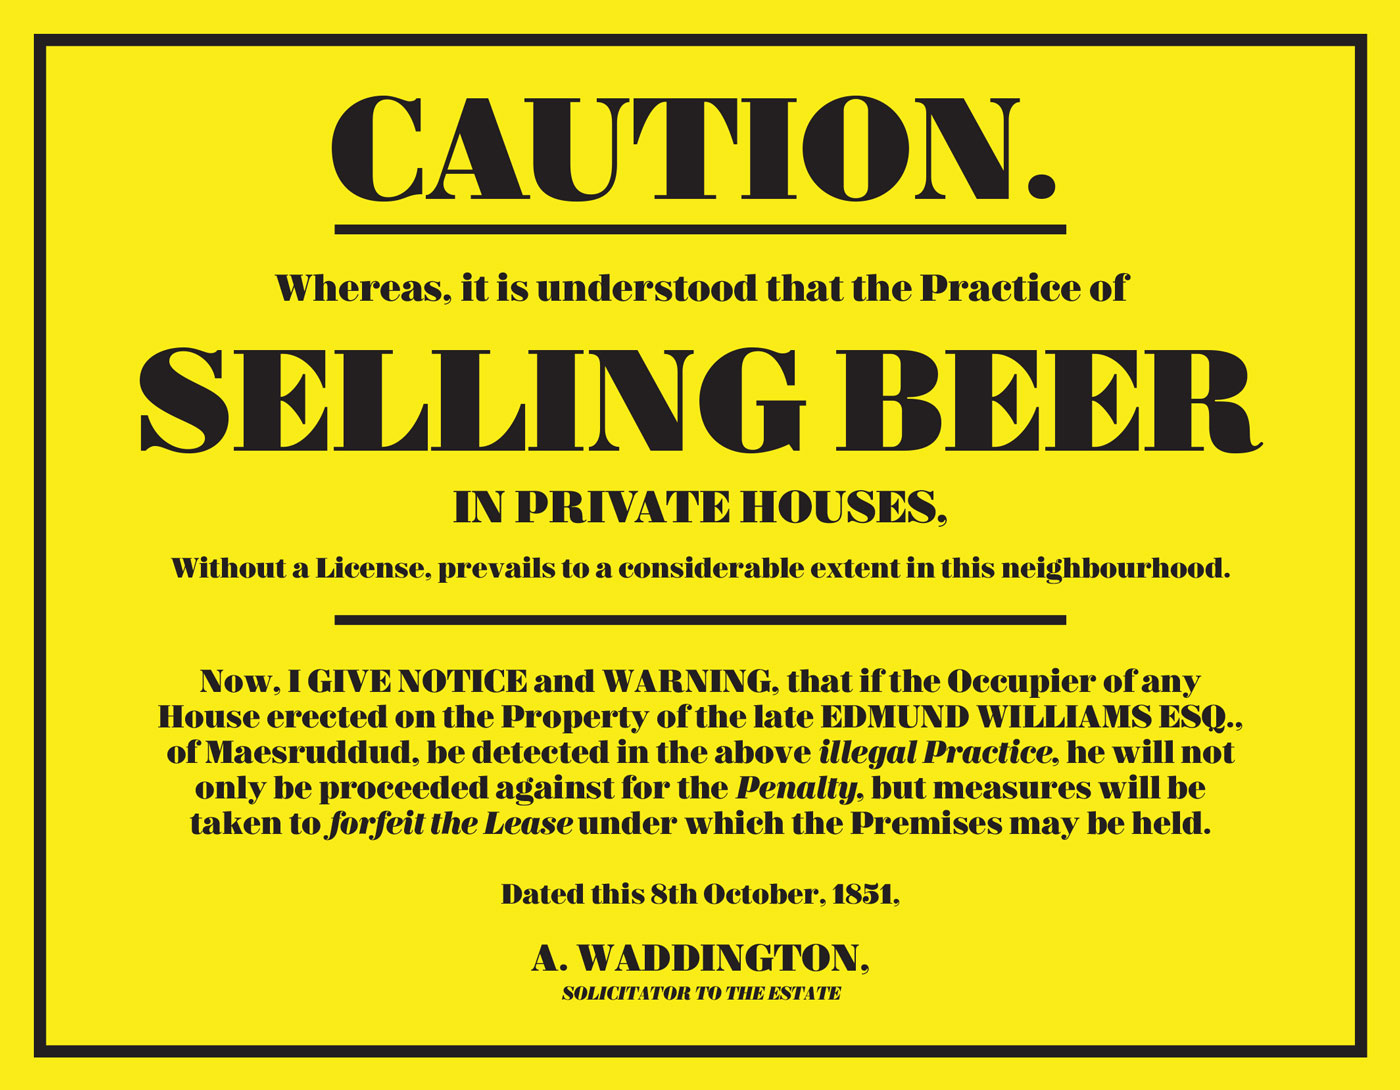 CAUTION.
Whereas, it is understood that the Practice of
SELLING BEER
IN PRIVATE HOUSES,
Without a License, prevails to a considerable extent in this neighbourhood.
Now, I GIVE NOTICE and WARNING, that if the Occupier of any
House erected on the Property of the late EDMUND WILLIAMS ESQ.,
of Maesruddud, be detected in the above illegal Practice, he will not
only be proceeded against for the Penalty, but measures will be
taken to forfeit the Lease under which the Premises may be held.
Dated this 8th October, 1851,
A. WADDINGTON,
SOLICITATOR TO THE ESTATE